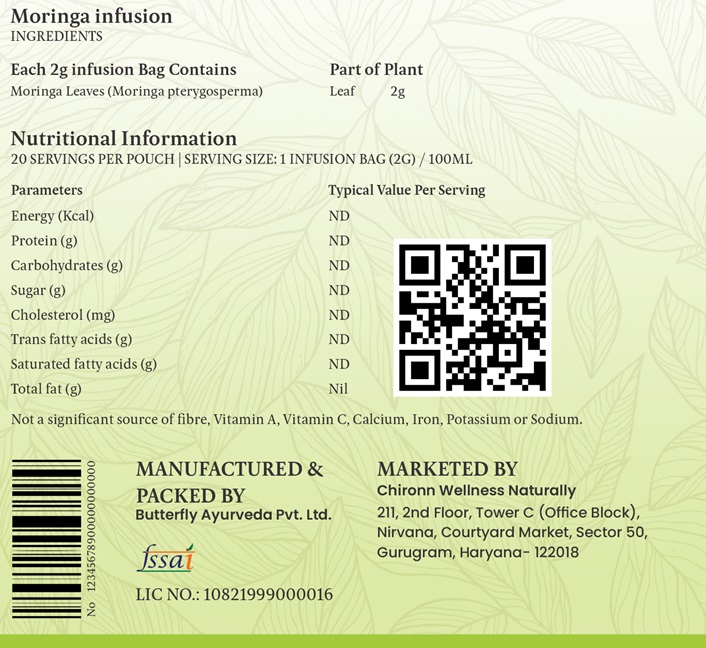 Moringa infusion
INGREDIENTS
Each 2g infusion Bag Contains Part of Plant
Moringa Leaves (Moringa pterygosperma) Leaf 2g
Nutritional Information
20 SERVINGS PER POUCH | SERVING SIZE: 1 INFUSION BAG (2G) / 100ML
Parameters Typical Value Per Serving
Energy (Kcal) ND
Protein (g) ND
Carbohydrates (g) ND
Sugar (g) ND
Cholesterol (mg) ND
Trans fatty acids (g) ND
Saturated fatty acids (g) ND
Total fat (g) Nil
Not a significant source of fibre, Vitamin A, Vitamin C, Calcium, Iron, Potassium or Sodium.
No 12345678900000000000000
MANUFACTURED &
PACKED BY
Butterfly Ayurveda Pvt. Ltd.
fssai
LIC NO.: 10821999000016
MARKETED BY
Chironn Wellness Naturally
211, 2nd Floor, Tower C (Office Block),
Nirvana, Courtyard Market, Sector 50,
Gurugram, Haryana- 122018